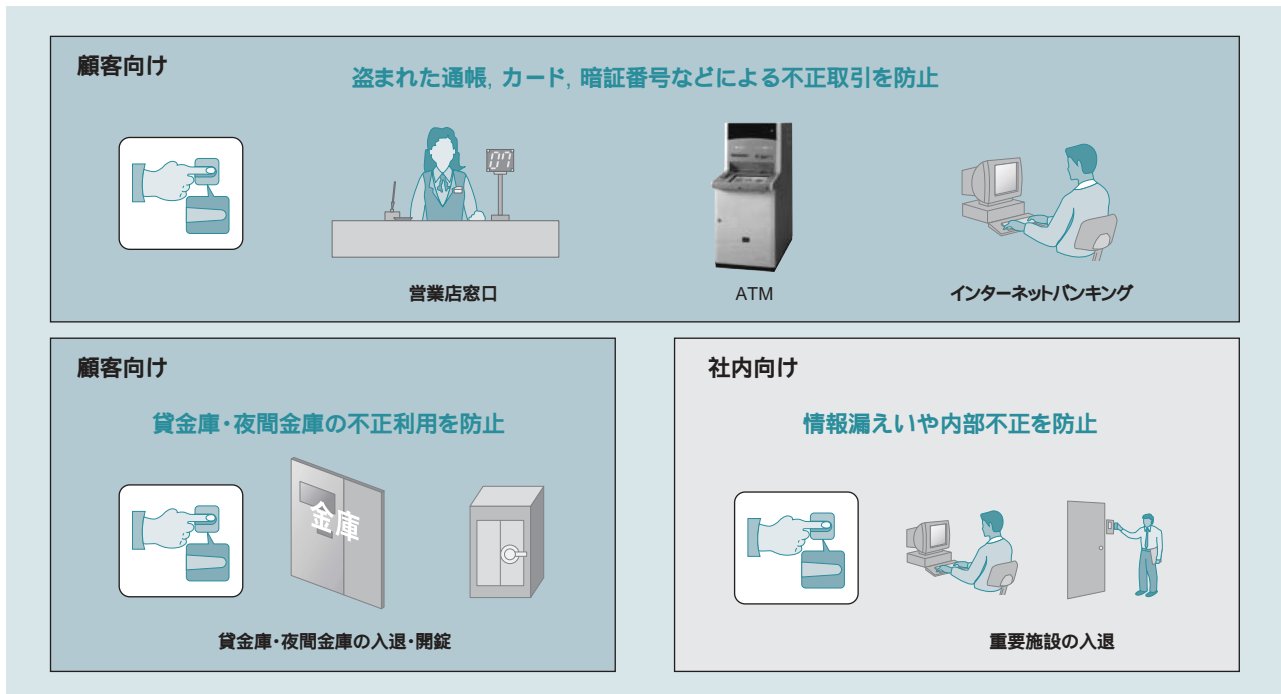 顧客向け
盗まれた通帳, カード, 暗証番号などによる不正取引を防止
07
営業店窓口
ATM
インターネットバンキング
顧客向け
貸金庫・夜間金庫の不正利用を防止
金庫
貸金庫・夜間金庫の入退・開錠
社内向け
情報漏えいや内部不正を防止
重要施設の入退